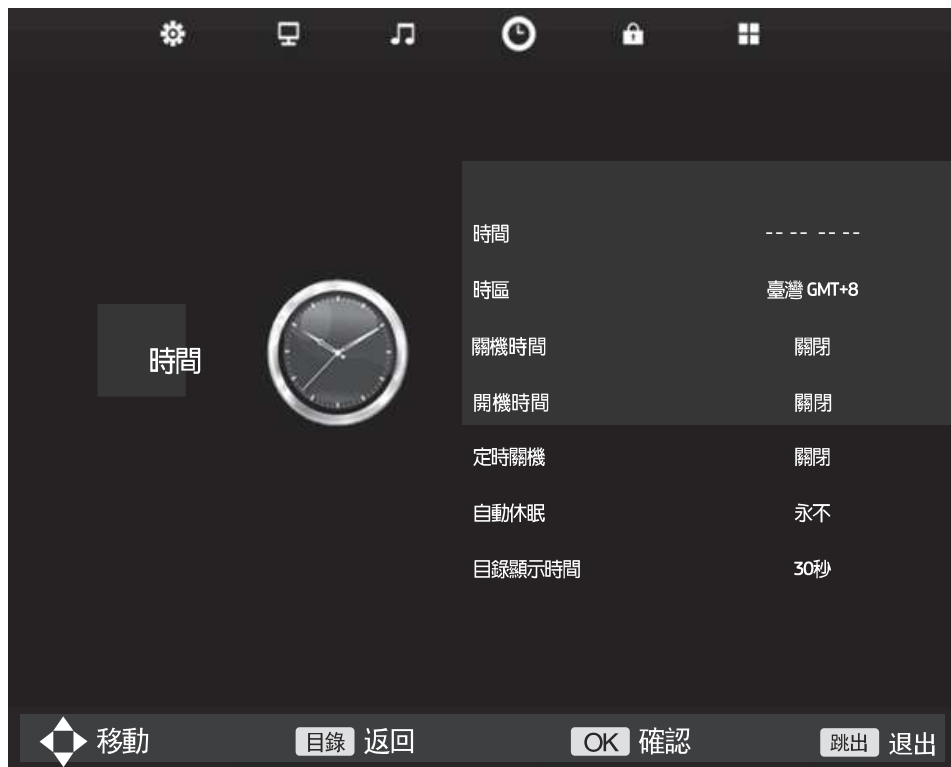 時間
時間 -- -- -- --
時區 臺灣 GMT+8
關機時間 關閉
開機時間 關閉
定時關機 關閉
自動休眠 永不
目錄顯示時間 30秒
移動 目錄 返回 OK 確認 跳出 退出